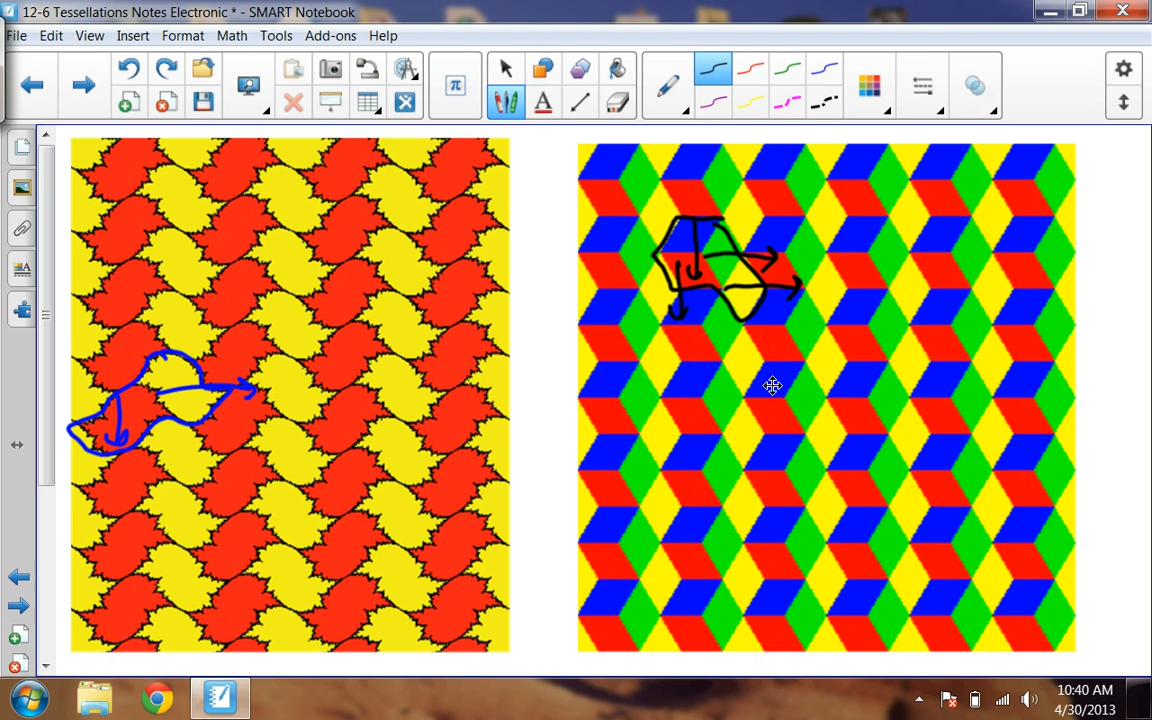 12-6 Tessellations Notes Electronic * - SMART Notebook
File Edit View Insert Format Math Tools Add-ons Help
π
A
10:40 AM
4/30/2013